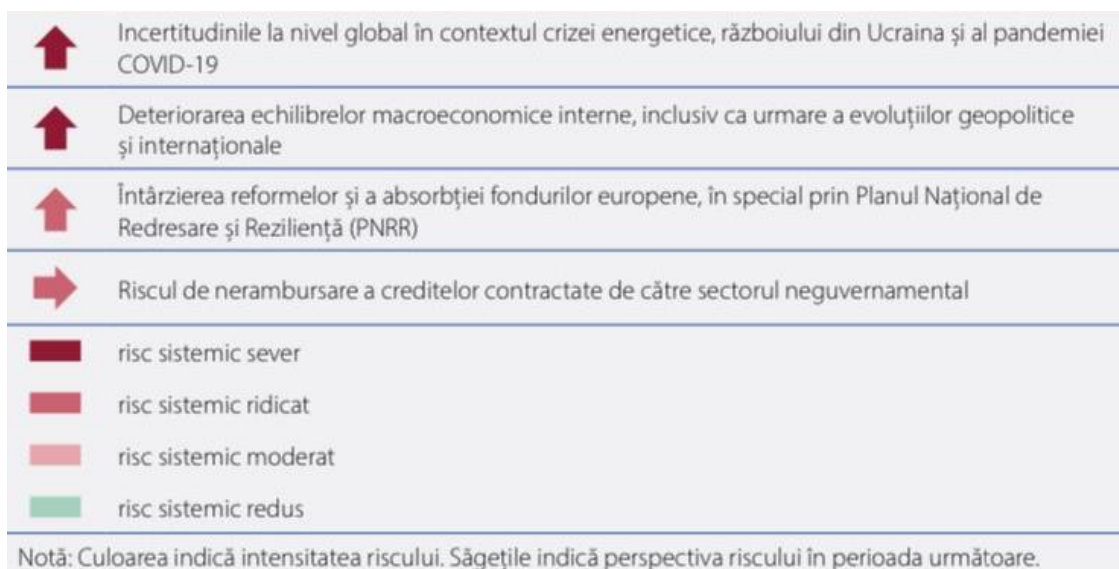 Incertitudinile la nivel global în contextul crizei energetice, războiului din Ucraina și al pandemiei
COVID-19
Deteriorarea echilibrelor macroeconomice interne, inclusiv ca urmare a evoluțiilor geopolitice
și internaționale
Întârzierea reformelor și a absorbției fondurilor europene, în special prin Planul Național de
Redresare și Reziliență (PNRR)
Riscul de nerambursare a creditelor contractate de către sectorul neguvernamental
risc sistemic sever
risc sistemic ridicat
risc sistemic moderat
risc sistemic redus
Notă: Culoarea indică intensitatea riscului. Săgețile indică perspectiva riscului în perioada următoare.